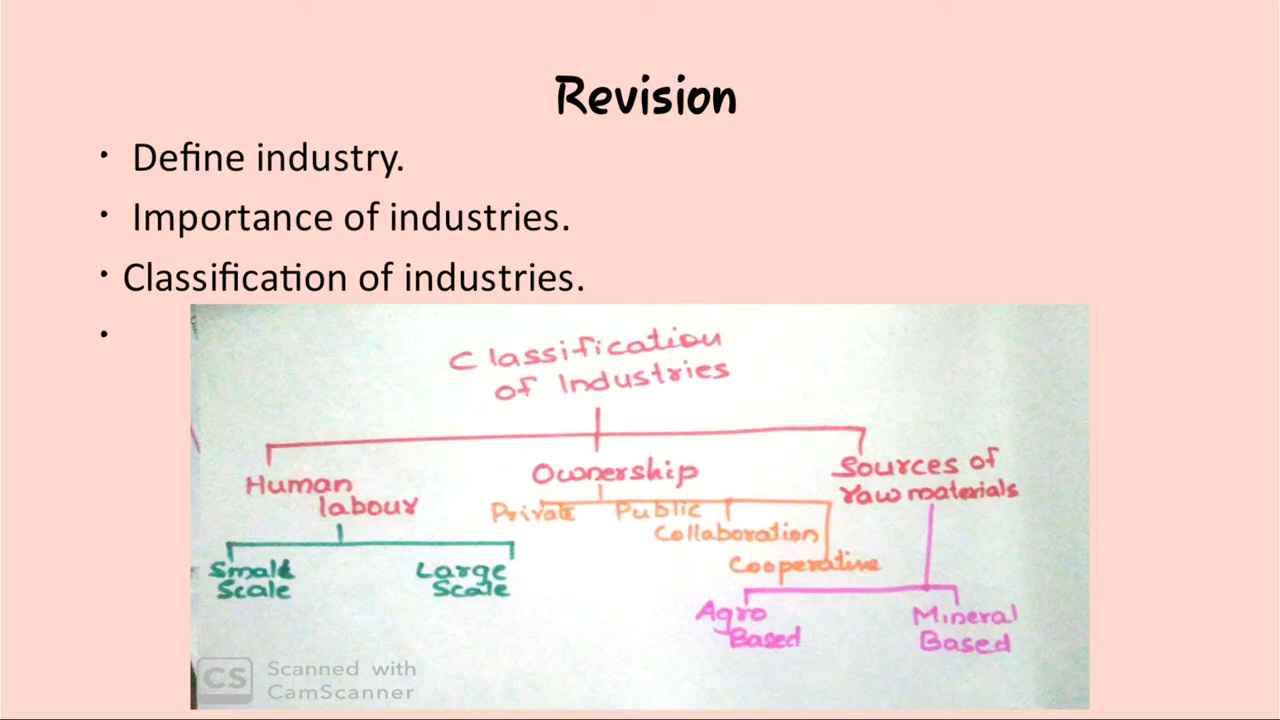 Revision
• Define industry.
• Importance of industries.
• Classification of industries.
•
Classification
of Industries
Human
labour
Ownership
Sources of
raw materials
Private Public
Collaboration
Cooperative
Small
Scale
Large
Scale
Agro
Based
Mineral
Based
CS Scanned with
CamScanner